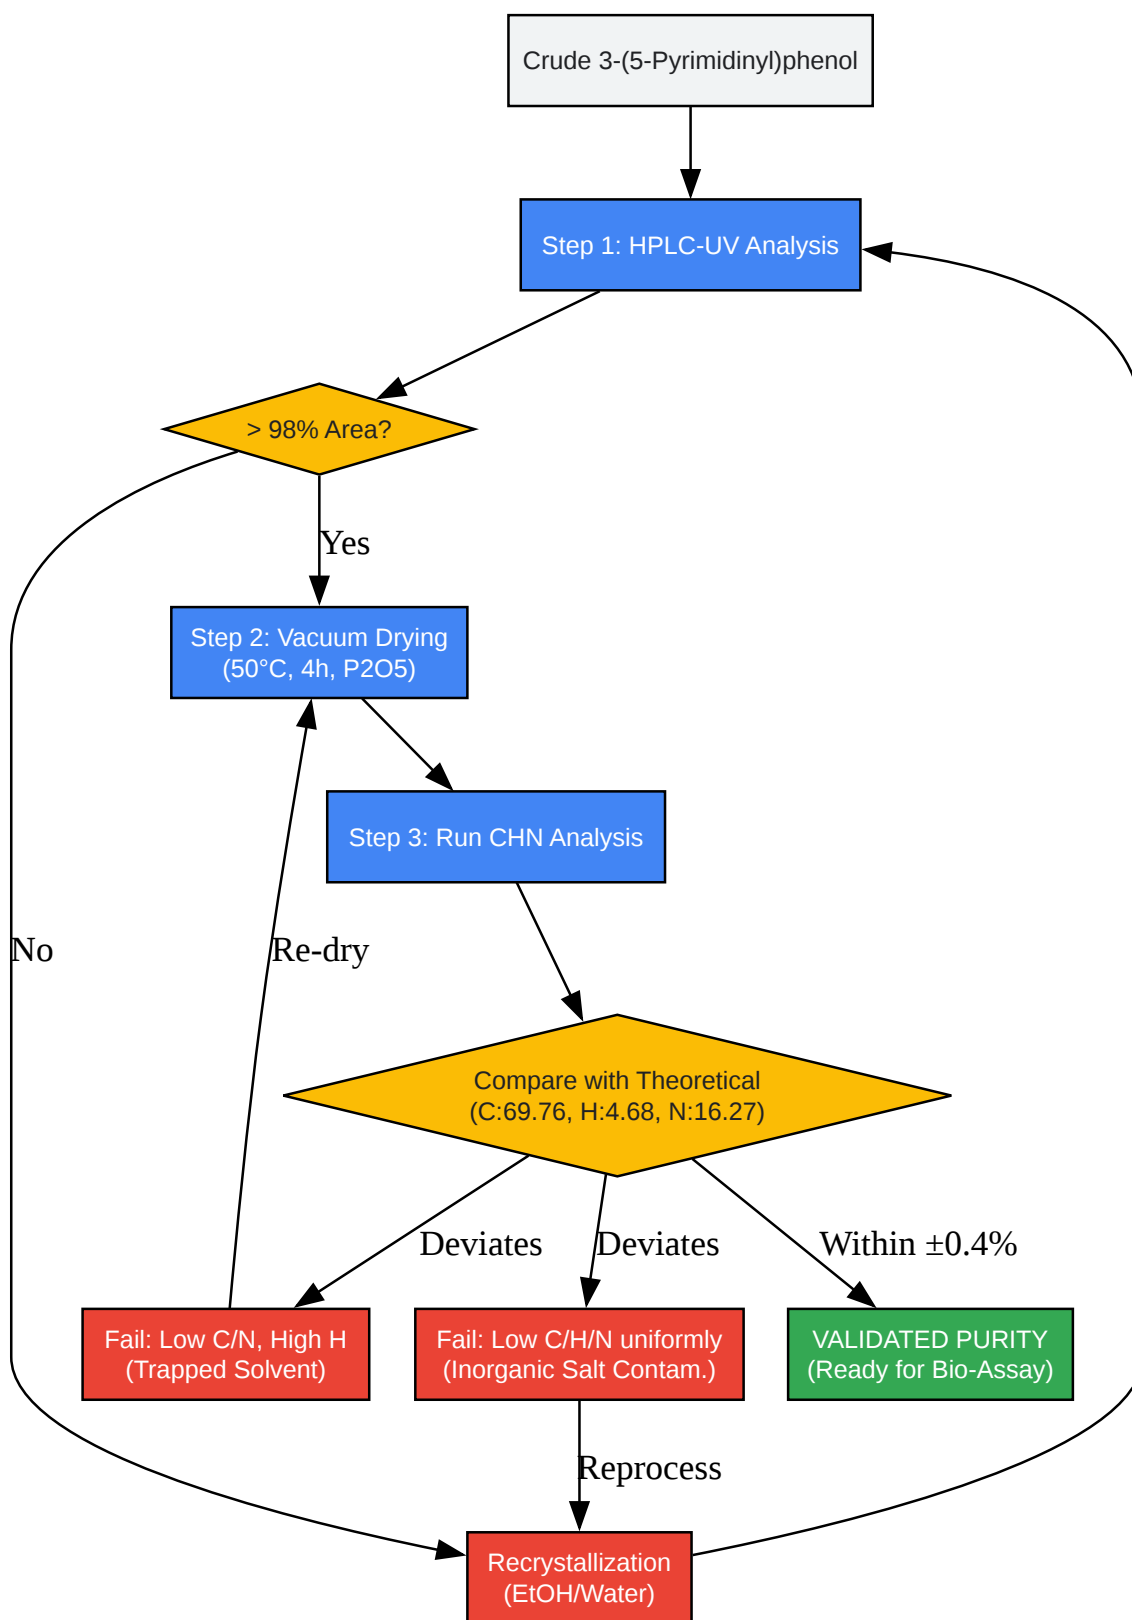 Crude 3-(5-Pyrimidinyl)phenol
Step 1: HPLC-UV Analysis
> 98% Area?
Yes
Step 2: Vacuum Drying
(50°C, 4h, P2O5)
Step 3: Run CHN Analysis
No
Re-dry
Compare with Theoretical
(C:69.76, H:4.68, N:16.27)
Deviates
Deviates
Within ±0.4%
Fail: Low C/N, High H
(Trapped Solvent)
Fail: Low C/H/N uniformly
(Inorganic Salt Contam.)
VALIDATED PURITY
(Ready for Bio-Assay)
Reprocess
Recrystallization
(EtOH/Water)